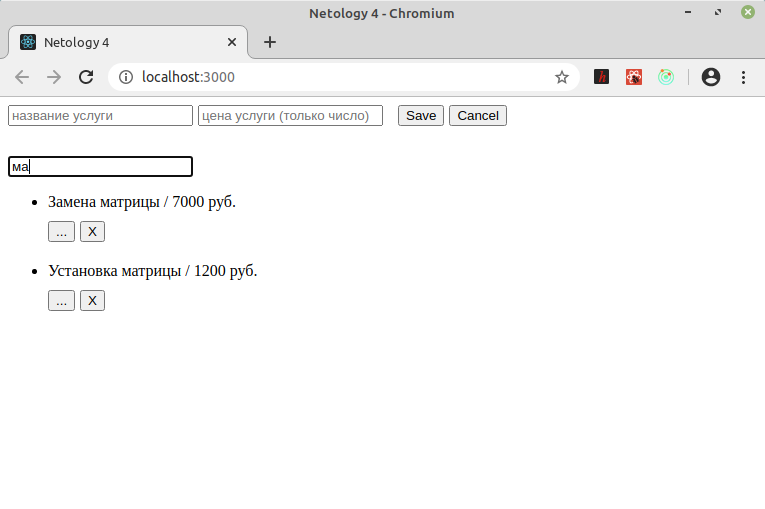 Netology 4 - Chromium
Netology 4
localhost:3000
название услуги цена услуги (только число) Save Cancel
ма
Замена матрицы / 7000 руб.
... X
Установка матрицы / 1200 руб.
... X